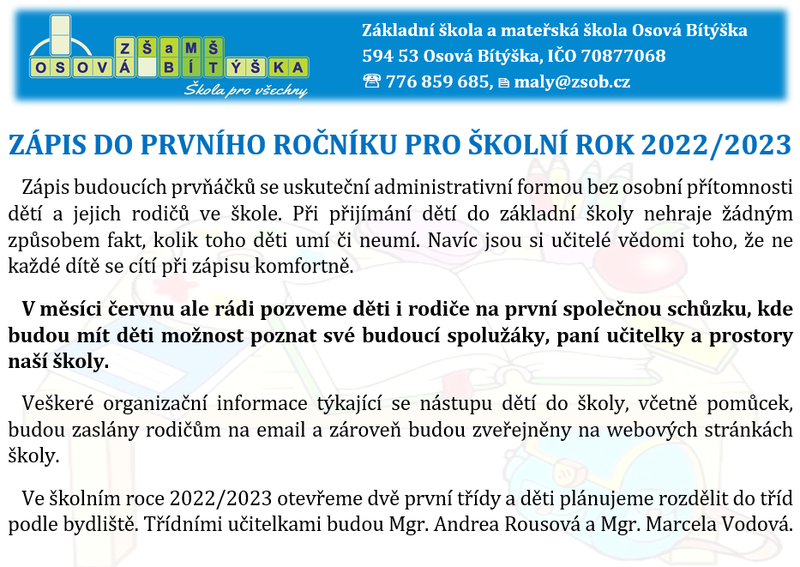 ZŠaMŠ
OSOVÁ BÍTÝŠKA
Škola pro všechny
Základní škola a mateřská škola Osová Bítýška
594 53 Osová Bítýška, IČO 70877068
776 859 685, maly@zsob.cz
ZÁPIS DO PRVNÍHO ROČNÍKU PRO ŠKOLNÍ ROK 2022/2023
Zápis budoucích prvňáčků se uskuteční administrativní formou bez osobní přítomnosti
dětí a jejich rodičů ve škole. Při přijímání dětí do základní školy nehraje žádným
způsobem fakt, kolik toho děti umí či neumí. Navíc jsou si učitelé vědomi toho, že ne
každé dítě se cítí při zápisu komfortně.
V měsíci červnu ale rádi pozveme děti i rodiče na první společnou schůzku, kde
budou mít děti možnost poznat své budoucí spolužáky, paní učitelky a prostory
naší školy.
Veškeré organizační informace týkající se nástupu dětí do školy, včetně pomůcek,
budou zaslány rodičům na email a zároveň budou zveřejněny na webových stránkách
školy.
Ve školním roce 2022/2023 otevřeme dvě první třídy a děti plánujeme rozdělit do tříd
podle bydliště. Třídními učitelkami budou Mgr. Andrea Rousová a Mgr. Marcela Vodová.